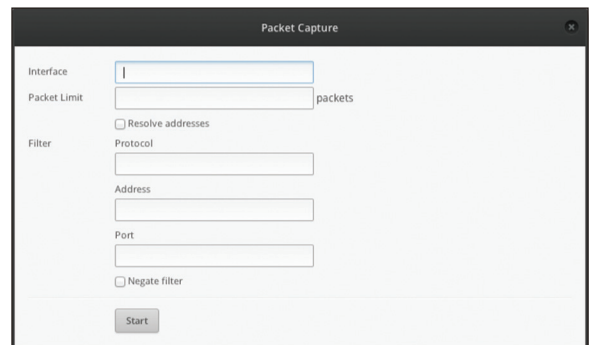 Packet Capture
Interface
Packet Limit packets
Resolve addresses
Filter Protocol
Address
Port
Negate filter
Start